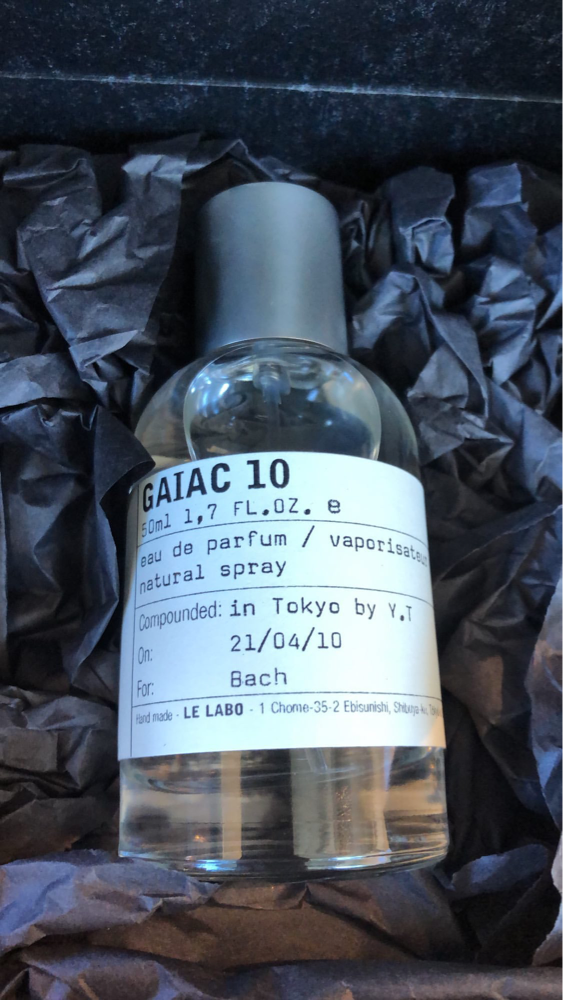 GAIAC 10
50ml 1,7 FL.OZ. e
eau de parfum / vaporisateur
natural spray
Compounded: in Tokyo by Y.T
On: 21/04/10
For: Bach
Hand made - LE LABO - 1 Chome-35-2 Ebisunishi, Shibuya-ku,